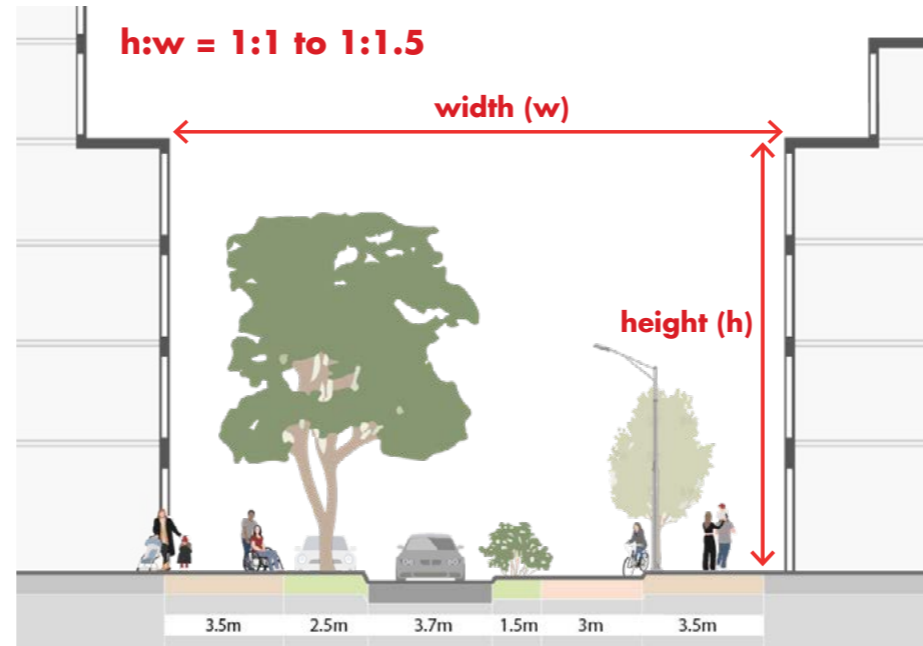 h:w = 1:1 to 1:1.5
width (w)
height (h)
3.5m 2.5m 3.7m 1.5m 3m 3.5m